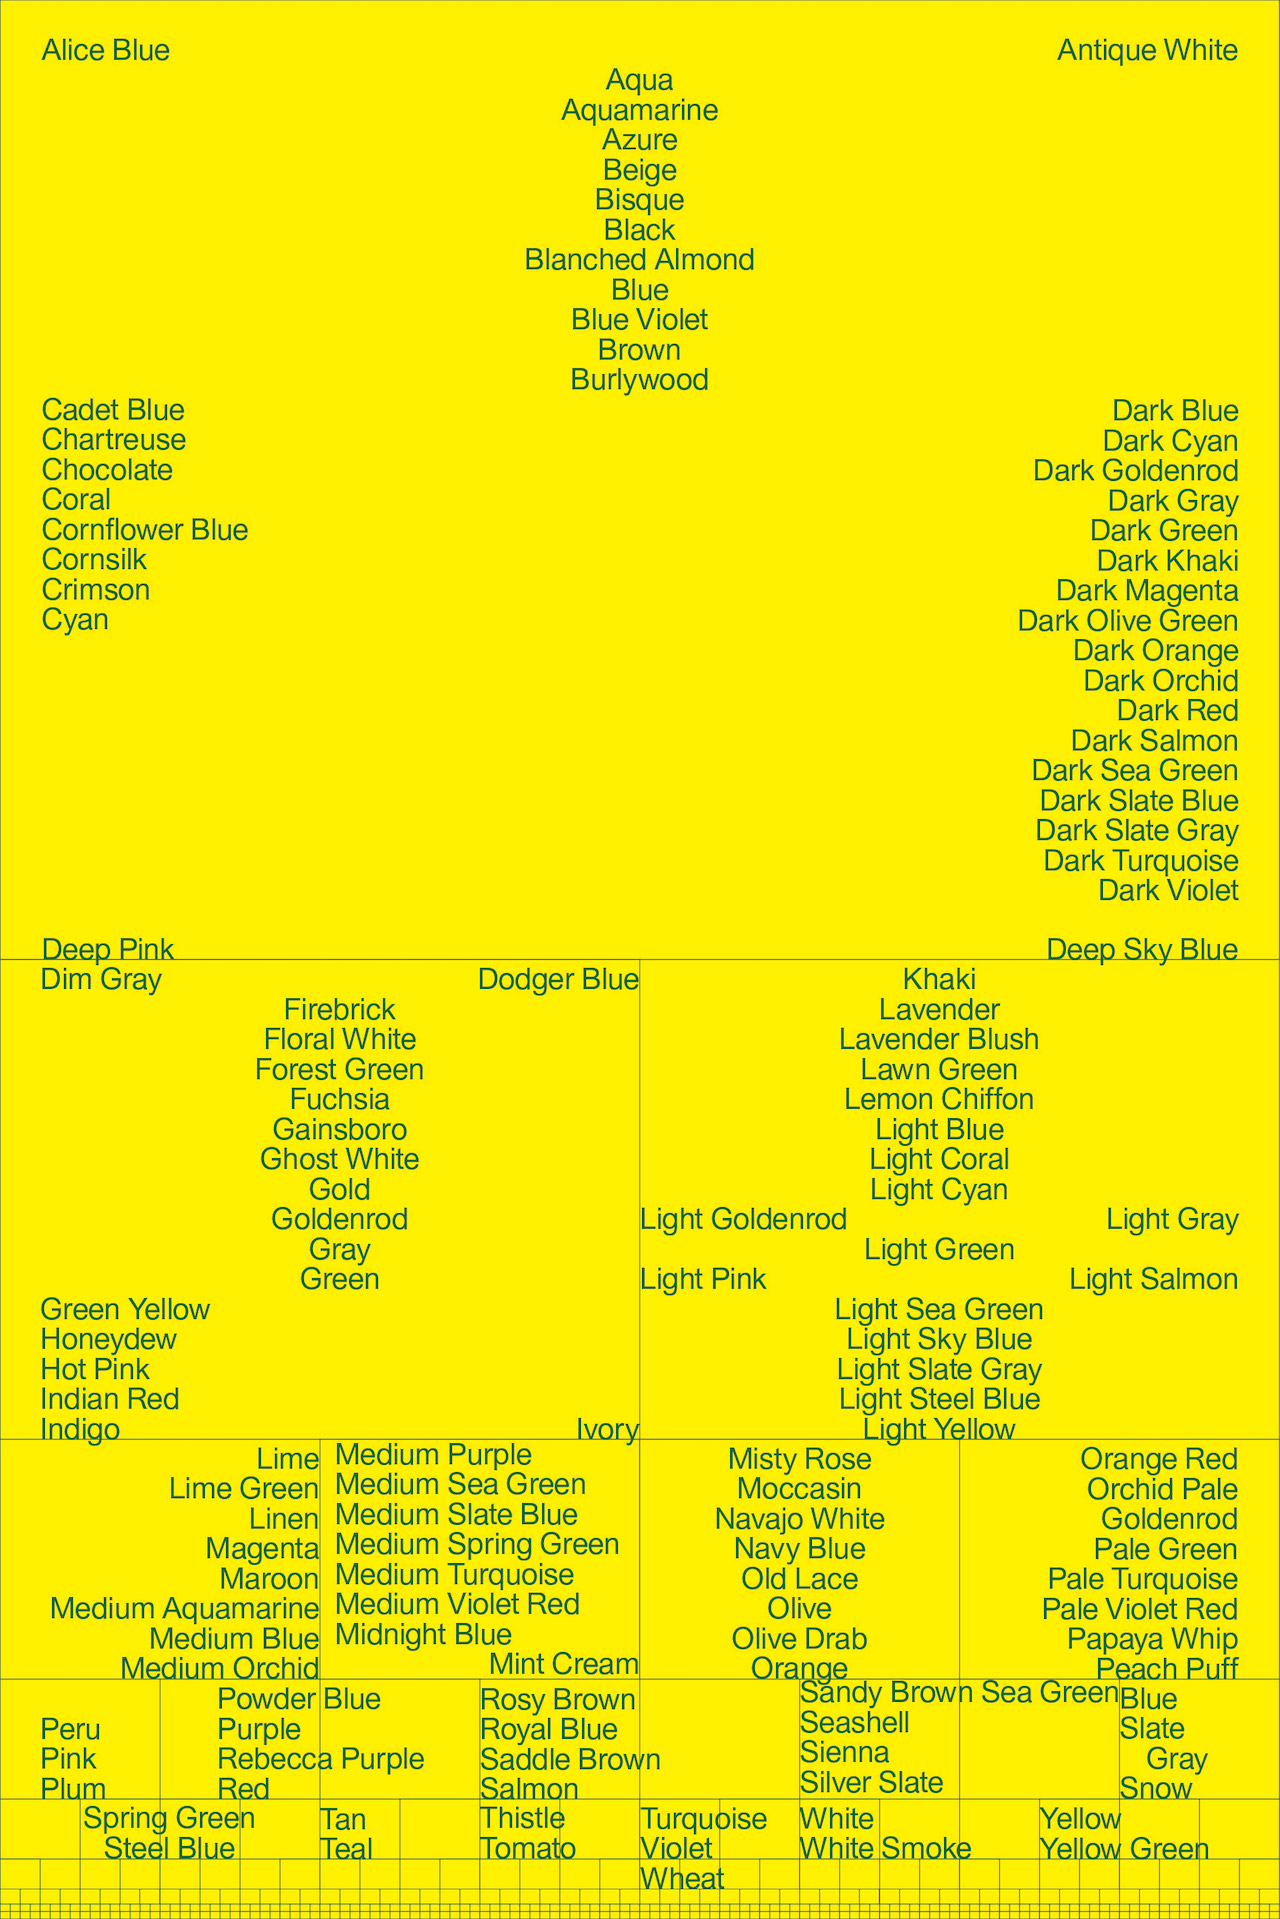 Alice Blue
Antique White
Aqua
Aquamarine
Azure
Beige
Bisque
Black
Blanched Almond
Blue
Blue Violet
Brown
Burlywood
Cadet Blue
Chartreuse
Chocolate
Coral
Cornflower Blue
Cornsilk
Crimson
Cyan
Dark Blue
Dark Cyan
Dark Goldenrod
Dark Gray
Dark Green
Dark Khaki
Dark Magenta
Dark Olive Green
Dark Orange
Dark Orchid
Dark Red
Dark Salmon
Dark Sea Green
Dark Slate Blue
Dark Slate Gray
Dark Turquoise
Dark Violet
Deep Pink
Deep Sky Blue
Dim Gray
Dodger Blue
Firebrick
Floral White
Forest Green
Fuchsia
Gainsboro
Ghost White
Gold
Goldenrod
Gray
Green
Green Yellow
Honeydew
Hot Pink
Indian Red
Indigo
Ivory
Khaki
Lavender
Lavender Blush
Lawn Green
Lemon Chiffon
Light Blue
Light Coral
Light Cyan
Light Goldenrod
Light Gray
Light Green
Light Pink
Light Salmon
Light Sea Green
Light Sky Blue
Light Slate Gray
Light Steel Blue
Light Yellow
Lime
Lime Green
Linen
Magenta
Maroon
Medium Aquamarine
Medium Blue
Medium Orchid
Medium Purple
Medium Sea Green
Medium Slate Blue
Medium Spring Green
Medium Turquoise
Medium Violet Red
Midnight Blue
Mint Cream
Misty Rose
Moccasin
Navajo White
Navy Blue
Old Lace
Olive
Olive Drab
Orange
Orange Red
Orchid Pale
Goldenrod
Pale Green
Pale Turquoise
Pale Violet Red
Papaya Whip
Peach Puff
Peru
Pink
Plum
Powder Blue
Purple
Rebecca Purple
Red
Rosy Brown
Royal Blue
Saddle Brown
Salmon
Sandy Brown Sea Green
Seashell
Sienna
Silver Slate
Blue
Slate
Gray
Snow
Spring Green
Steel Blue
Tan
Teal
Thistle
Tomato
Turquoise
Violet
Wheat
White
White Smoke
Yellow
Yellow Green